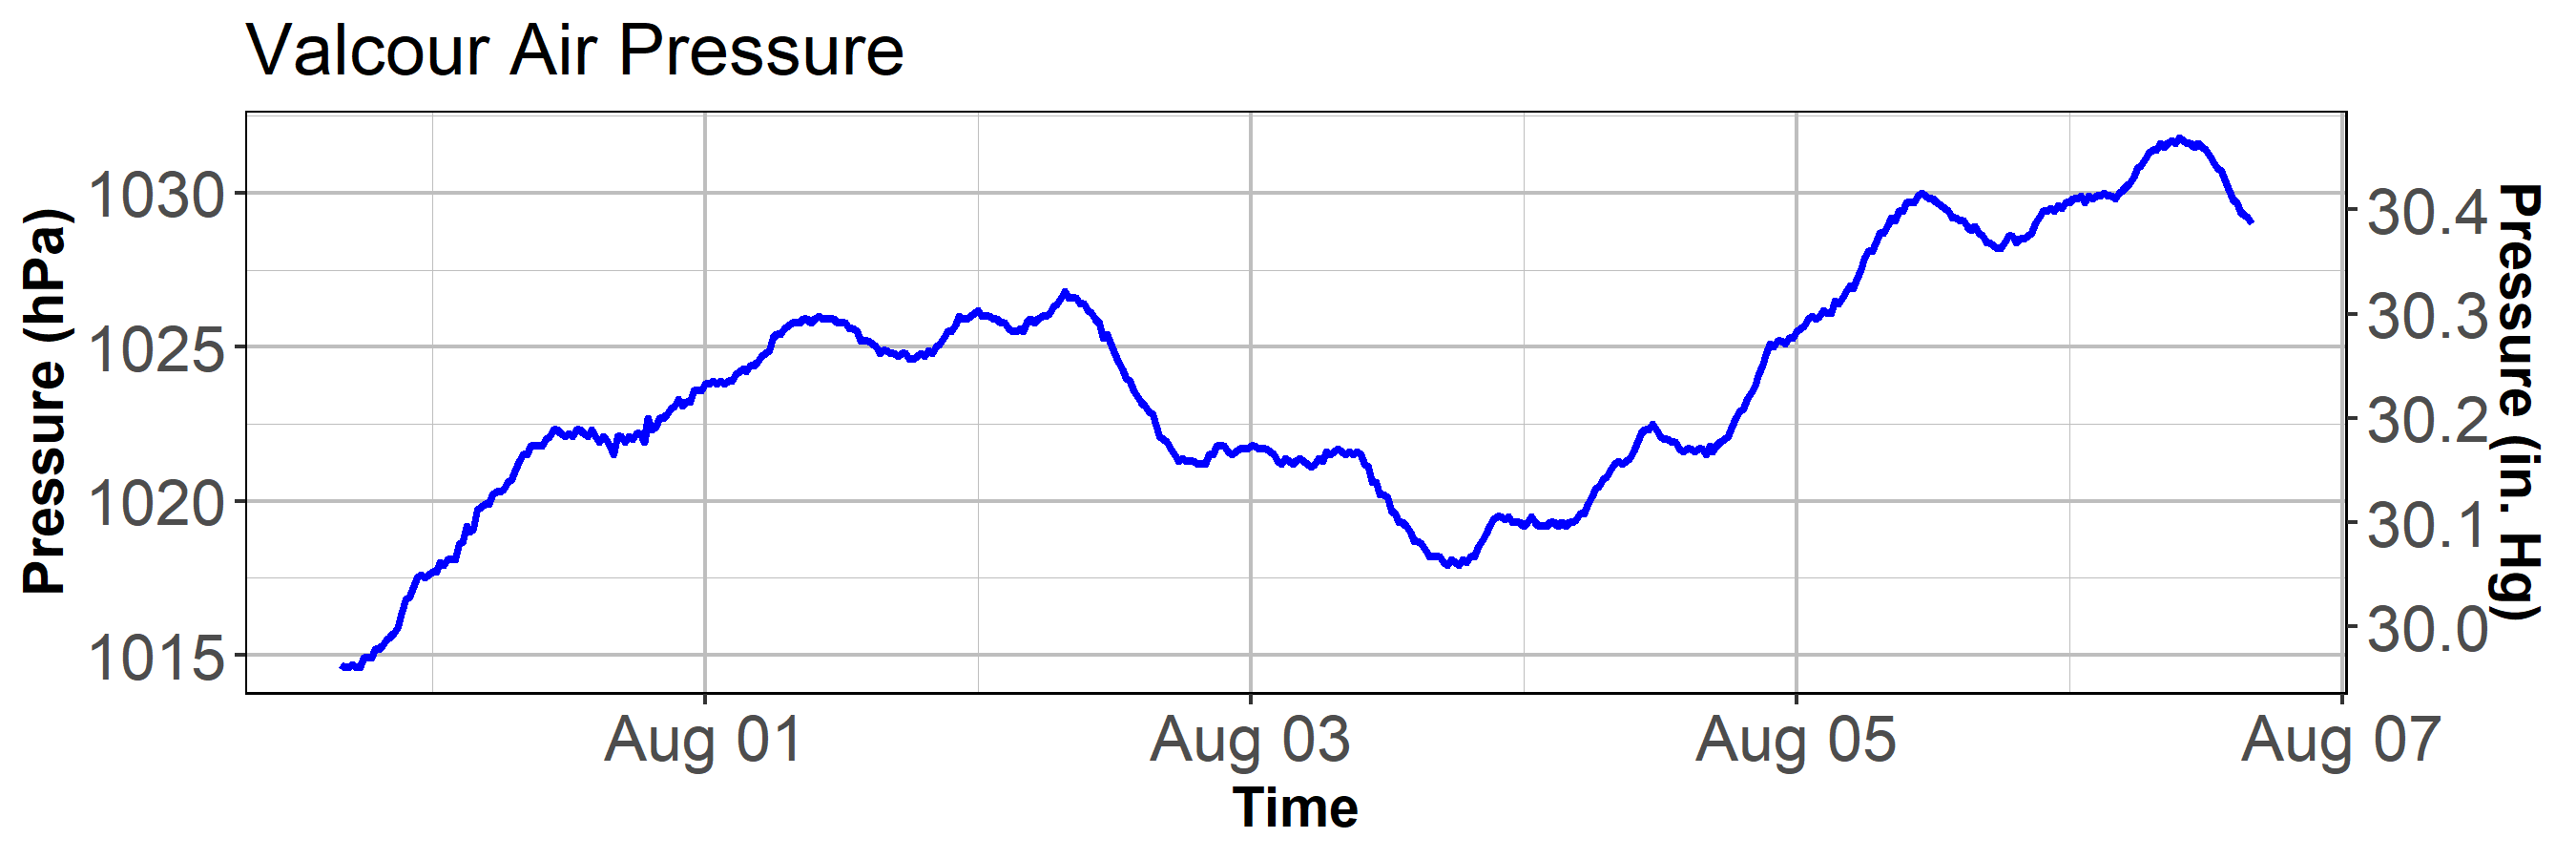 Valcour Air Pressure
Pressure (hPa)
1030
1025
1020
1015
30.4
30.3
30.2
30.1
30.0
Pressure (in. Hg)
Aug 01
Aug 03
Aug 05
Aug 07
Time